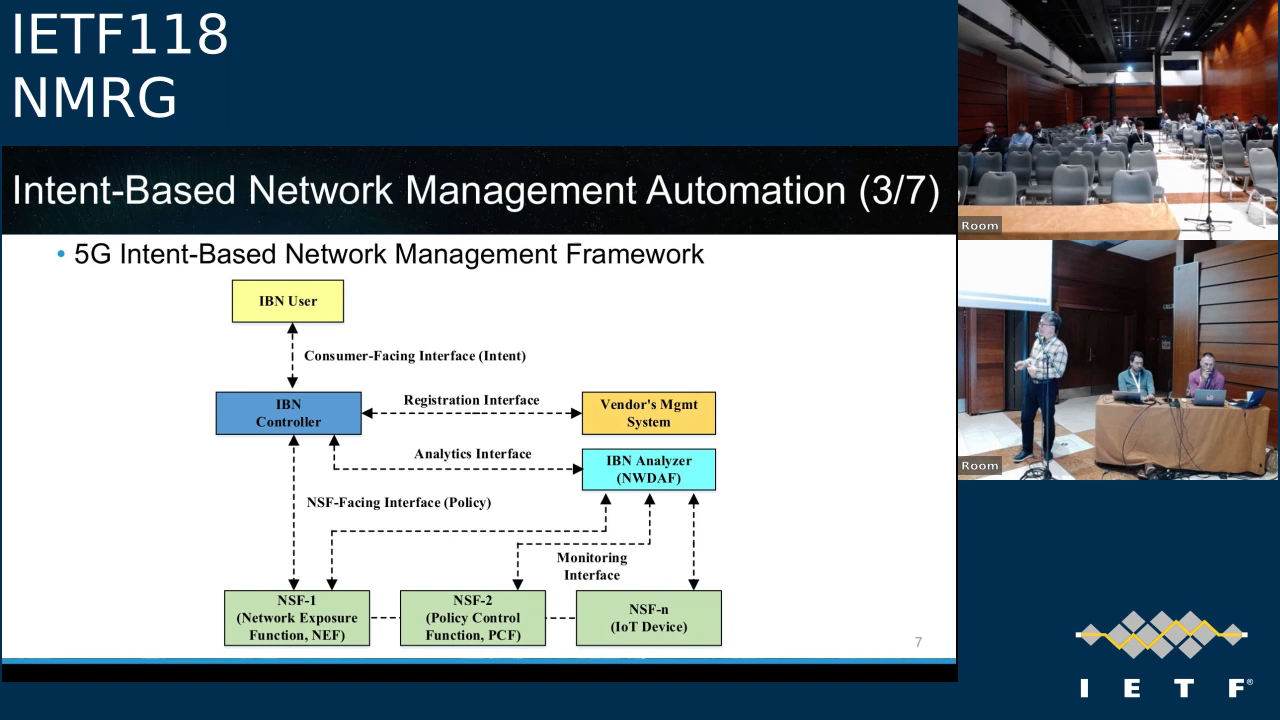 IETF118
NMRG
Intent-Based Network Management Automation (3/7)
• 5G Intent-Based Network Management Framework
IBN User
Consumer-Facing Interface (Intent)
IBN
Controller
Registration Interface
Vendor's Mgmt
System
Analytics Interface
IBN Analyzer
(NWDAF)
NSF-Facing Interface (Policy)
Monitoring
Interface
NSF-1
(Network Exposure
Function, NEF)
NSF-2
(Policy Control
Function, PCF)
NSF-n
(IoT Device)
7
Room
Room
I E T F®